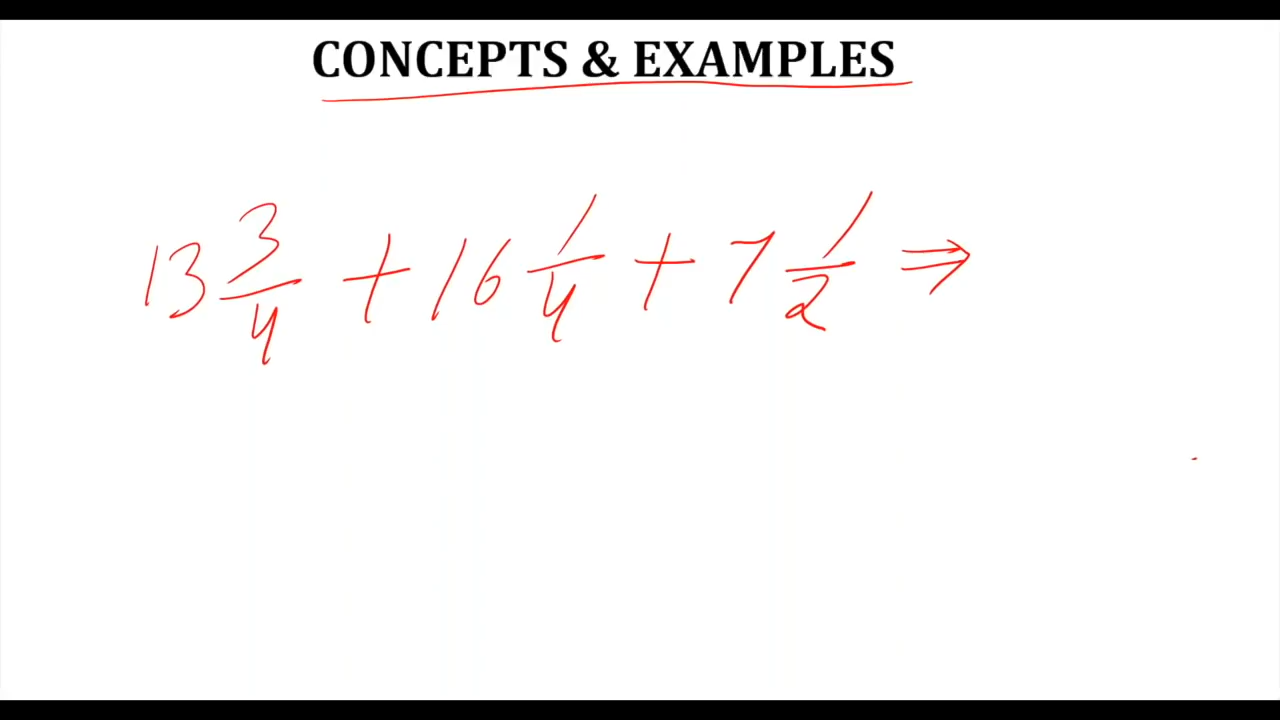 CONCEPTS & EXAMPLES
13 3/4 + 16 1/4 + 7 1/2 ⇒